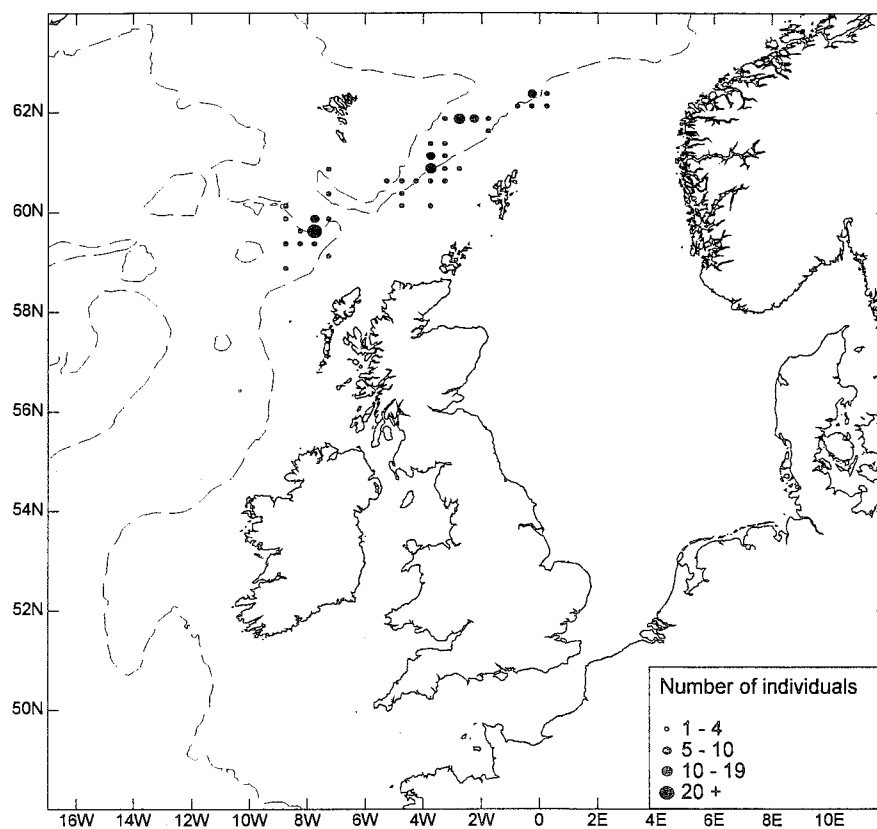 62N
60N
58N
56N
54N
52N
50N
Number of individuals
1 - 4
5 - 10
10 - 19
20 +
16W 14W 12W 10W 8W 6W 4W 2W 0 2E 4E 6E 8E 10E